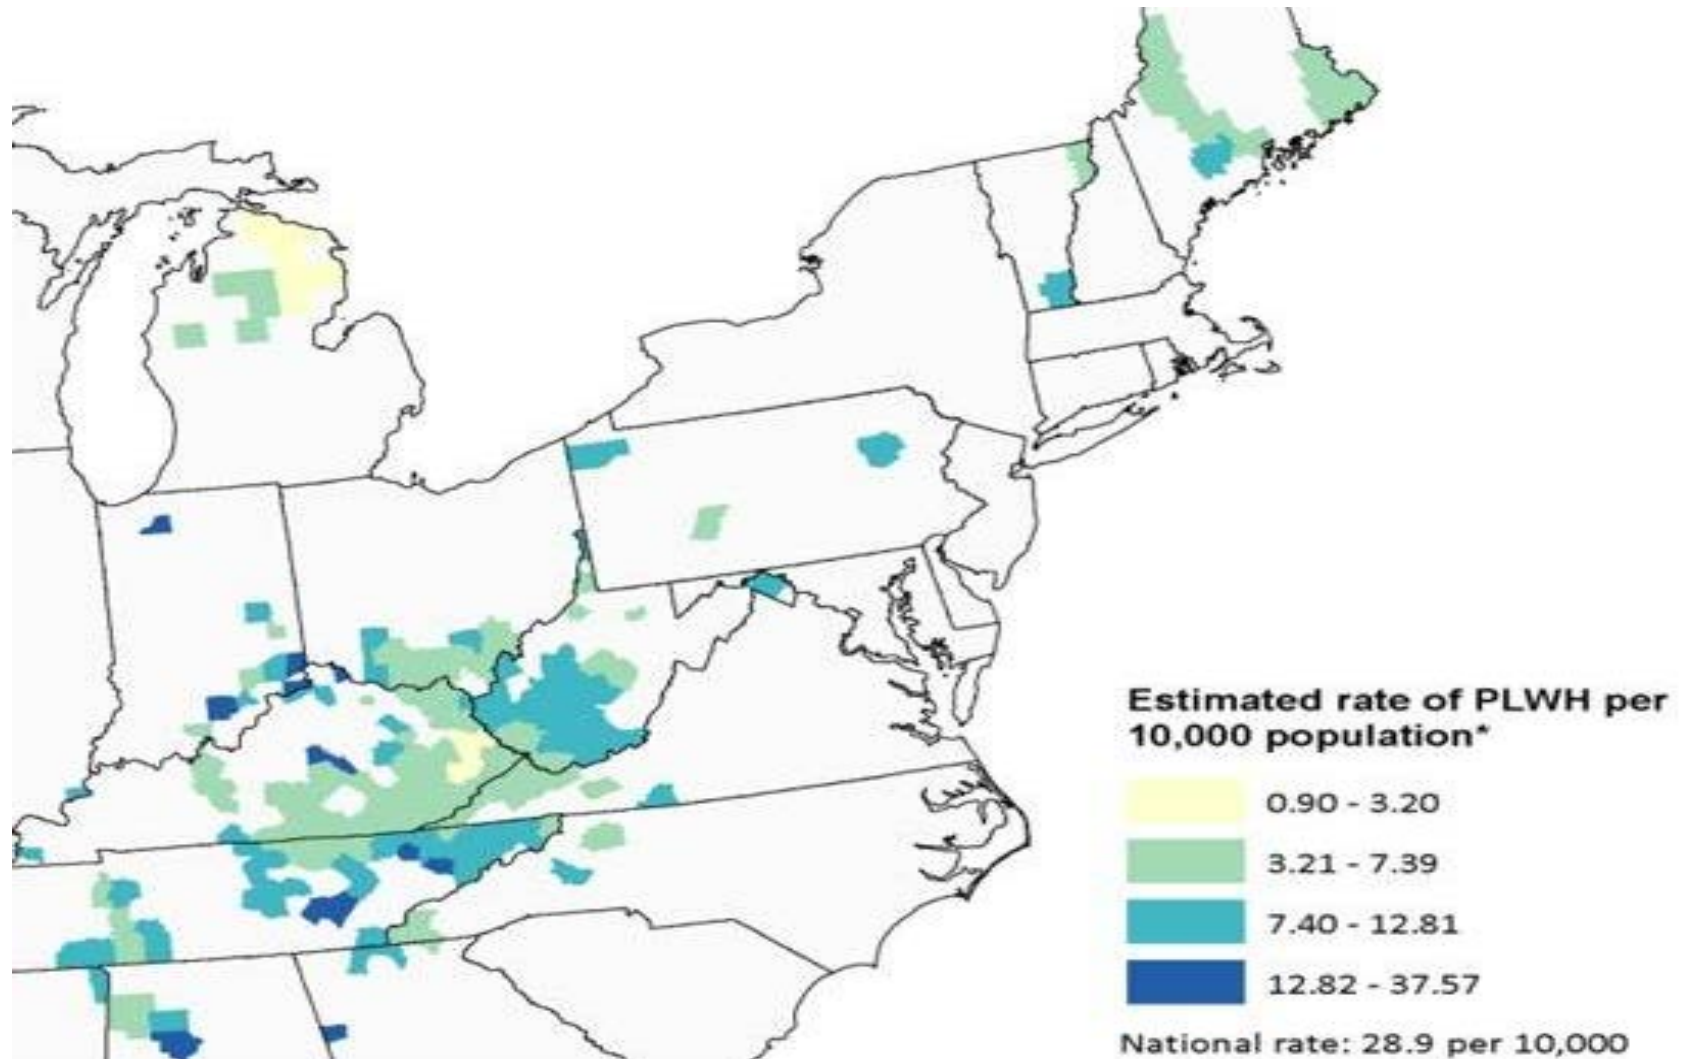 Estimated rate of PLWH per
10,000 population*
0.90 - 3.20
3.21 - 7.39
7.40 - 12.81
12.82 - 37.57
National rate: 28.9 per 10,000